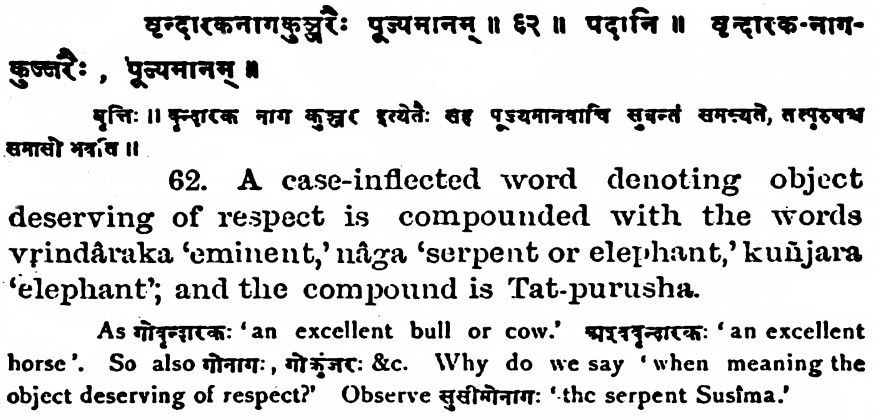 वृन्दारकनागकुञ्जरैः पूज्यमानम् ॥ ६२ ॥ पदानि ॥ वृन्दारक-नाग-
कुञ्जरैः , पूज्यमानम् ॥
वृत्तिः ॥ वृन्दारक नाग कुञ्जर इत्येतैः सह पूज्यमानवाचि सुबन्तं समस्यते, तत्पुरुषश्च
समासो भवति ॥
62. A case-inflected word denoting object
deserving of respect is compounded with the words
vṛindâraka 'eminent,' nâga 'serpent or elephant,' kuñjara
'elephant'; and the compound is Tat-purusha.
As गोवृन्दारकः 'an excellent bull or cow.' अश्ववृन्दारकः 'an excellent
horse'. So also गोनागः, गोकुंजरः &c. Why do we say 'when meaning the
object deserving of respect?' Observe सुसीमोनागः 'the serpent Susîma.'